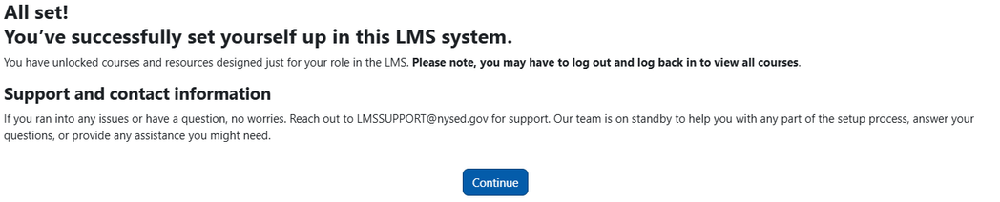 All set!
You’ve successfully set yourself up in this LMS system.
You have unlocked courses and resources designed just for your role in the LMS. Please note, you may have to log out and log back in to view all courses.
Support and contact information
If you ran into any issues or have a question, no worries. Reach out to LMSSUPPORT@nysed.gov for support. Our team is on standby to help you with any part of the setup process, answer your
questions, or provide any assistance you might need.
Continue